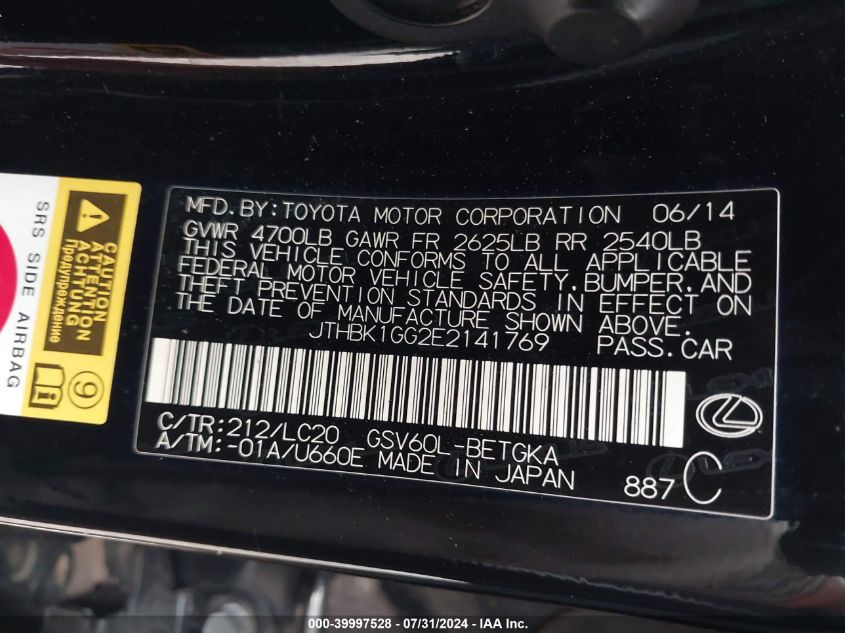 MFD.BY:TOYOTA MOTOR CORPORATION 06/14
GVWR 4700LB GAWR FR 2625LB RR 2540LB
THIS VEHICLE CONFORMS TO ALL APPLICABLE
FEDERAL MOTOR VEHICLE SAFETY,BUMPER,AND
THEFT PREVENTION STANDARDS IN EFFECT ON
THE DATE OF MANUFACTURE SHOWN ABOVE.
JTHBK1GG2E2141769 PASS.CAR
C/TR:212/LC20 GSV60L-BETGKA
A/TM:-01A/U660E MADE IN JAPAN
887 C
SRS SIDE AIRBAG
CAUTION
ATTENTION
ACHTUNG
Предупреждение
9
000-39997528 - 07/31/2024 - IAA Inc.